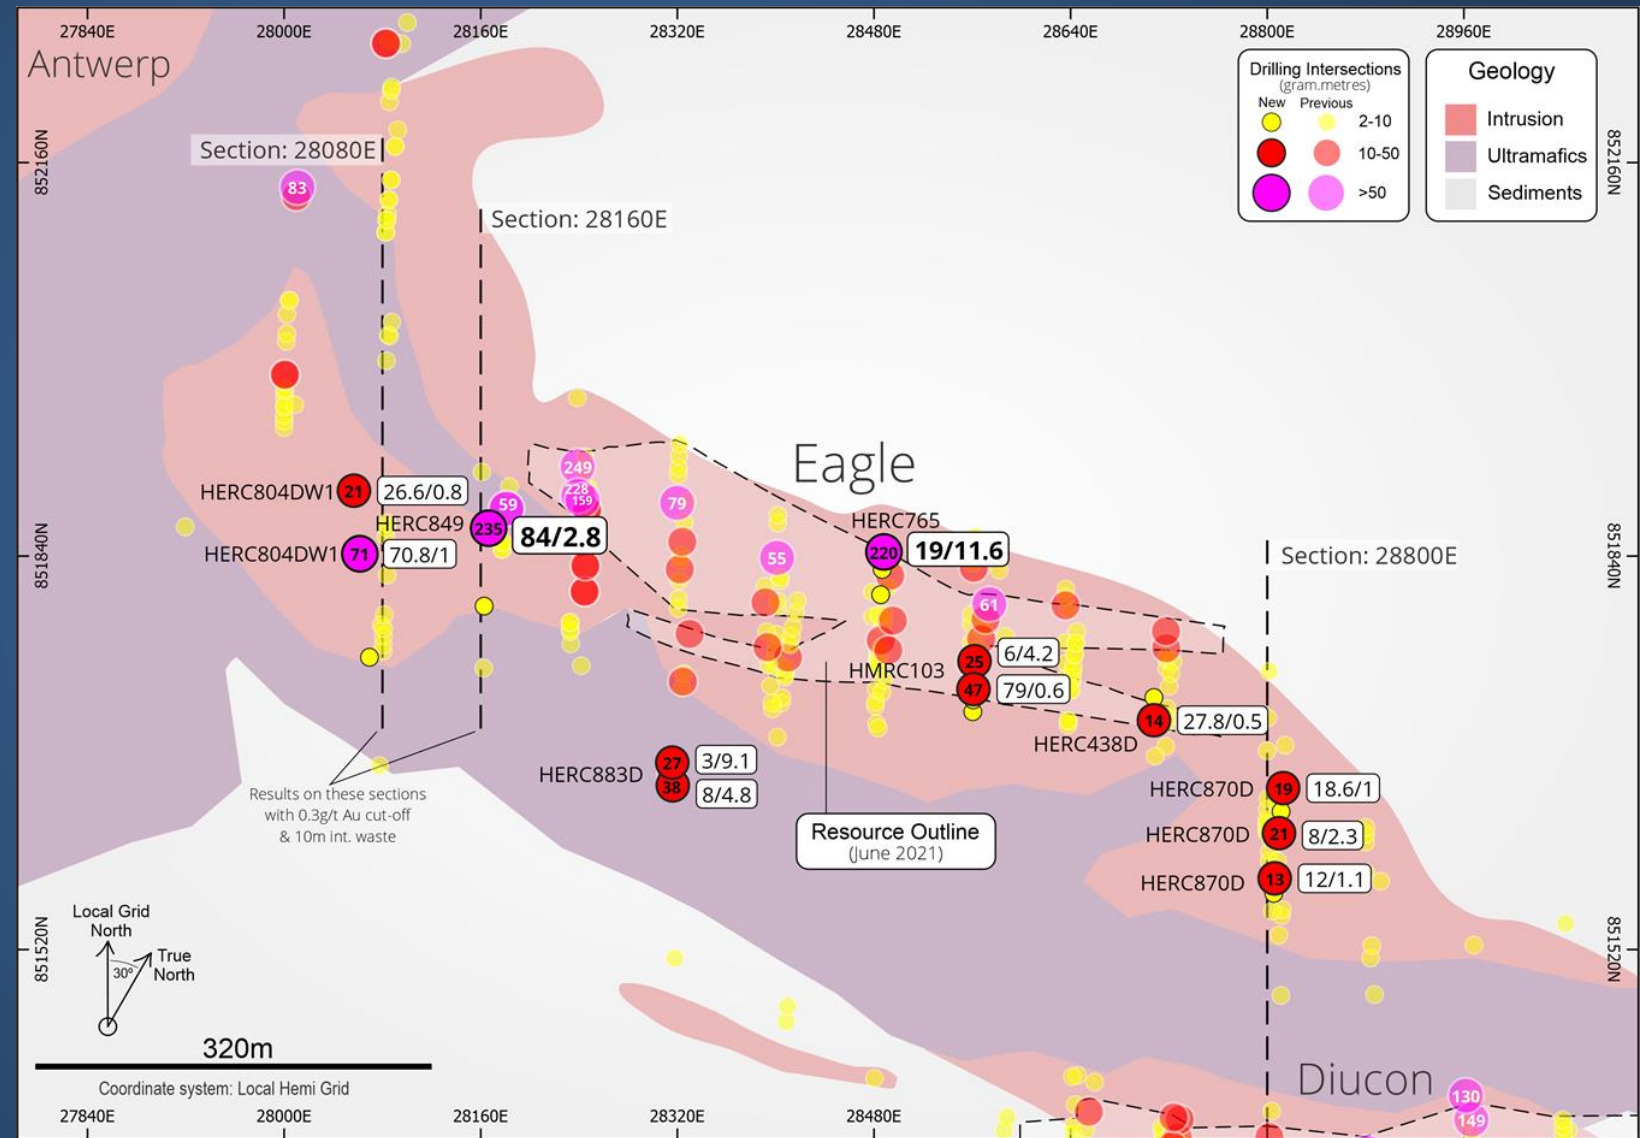 27840E 28000E 28160E 28320E 28480E 28640E 28800E 28960E
Antwerp
Drilling Intersections
(gram.metres)
New Previous
2-10
10-50
>50
Geology
Intrusion
Ultramafics
Sediments
852160N
852160N
Section: 28080E
83
Section: 28160E
Eagle
249
228
159
79
59
55
61
HERC804DW1 21 26.6/0.8
HERC849 235 84/2.8
HERC804DW1 71 70.8/1
HERC765
220 19/11.6
851840N
851840N
Section: 28800E
HMRC103
25 6/4.2
47 79/0.6
14 27.8/0.5
HERC438D
HERC883D
27 3/9.1
38 8/4.8
HERC870D 19 18.6/1
HERC870D 21 8/2.3
HERC870D 13 12/1.1
Results on these sections
with 0.3g/t Au cut-off
& 10m int. waste
Resource Outline
(June 2021)
851520N
851520N
Local Grid
North
True
North
30º
320m
Coordinate system: Local Hemi Grid
Diucon
130
149
27840E 28000E 28160E 28320E 28480E